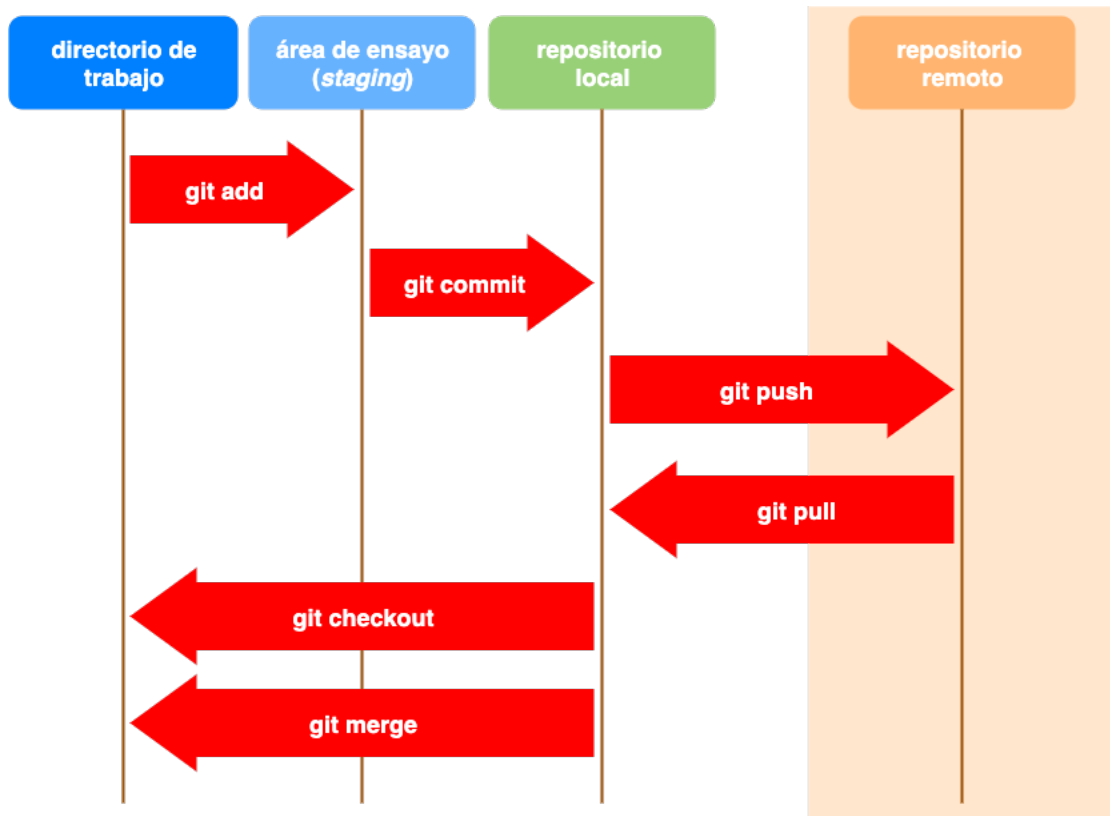 directorio de
trabajo
área de ensayo
(staging)
repositorio
local
repositorio
remoto
git add
git commit
git push
git pull
git checkout
git merge